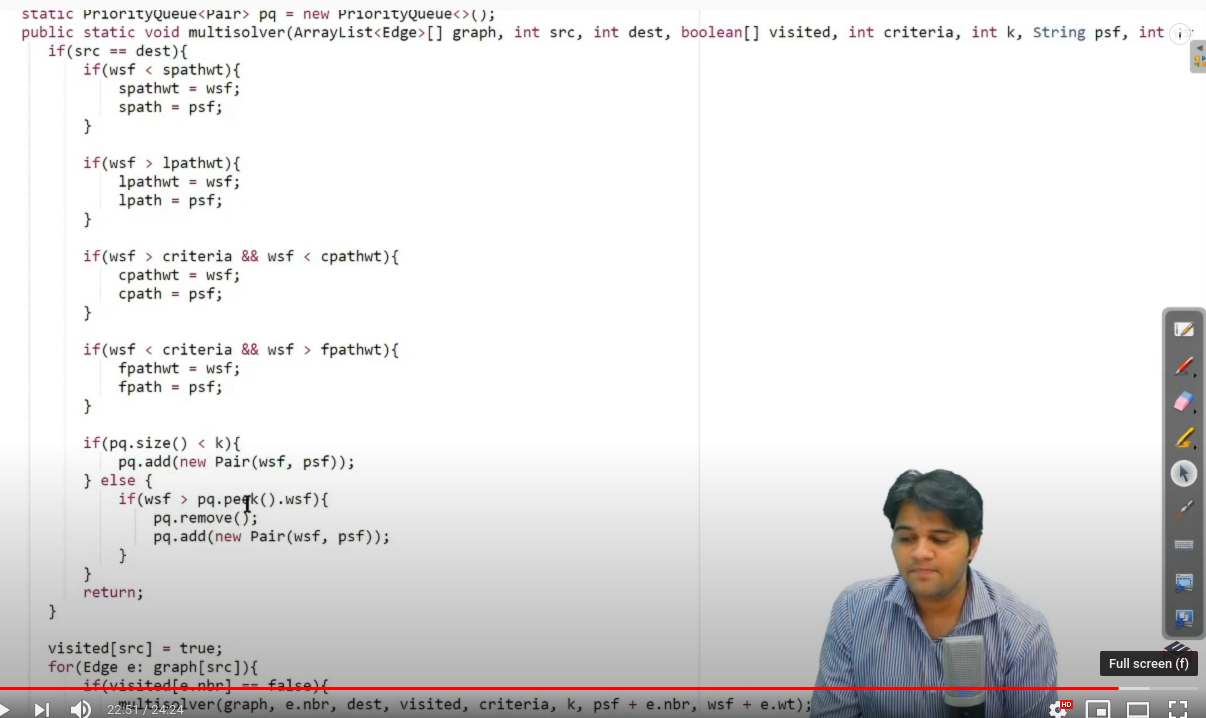 static PriorityQueue<Pair> pq = new PriorityQueue<>();
public static void multisolver(ArrayList<Edge>[] graph, int src, int dest, boolean[] visited, int criteria, int k, String psf, int
if(src == dest){
if(wsf < spathwt){
spathwt = wsf;
spath = psf;
}
if(wsf > lpathwt){
lpathwt = wsf;
lpath = psf;
}
if(wsf > criteria && wsf < cpathwt){
cpathwt = wsf;
cpath = psf;
}
if(wsf < criteria && wsf > fpathwt){
fpathwt = wsf;
fpath = psf;
}
if(pq.size() < k){
pq.add(new Pair(wsf, psf));
} else {
if(wsf > pq.peek().wsf){
pq.remove();
pq.add(new Pair(wsf, psf));
}
}
return;
}
visited[src] = true;
for(Edge e: graph[src]){
if(visited[e.nbr] == false){
multisolver(graph, e.nbr, dest, visited, criteria, k, psf + e.nbr, wsf + e.wt);
Full screen (f)
22:51 / 24:24
HD